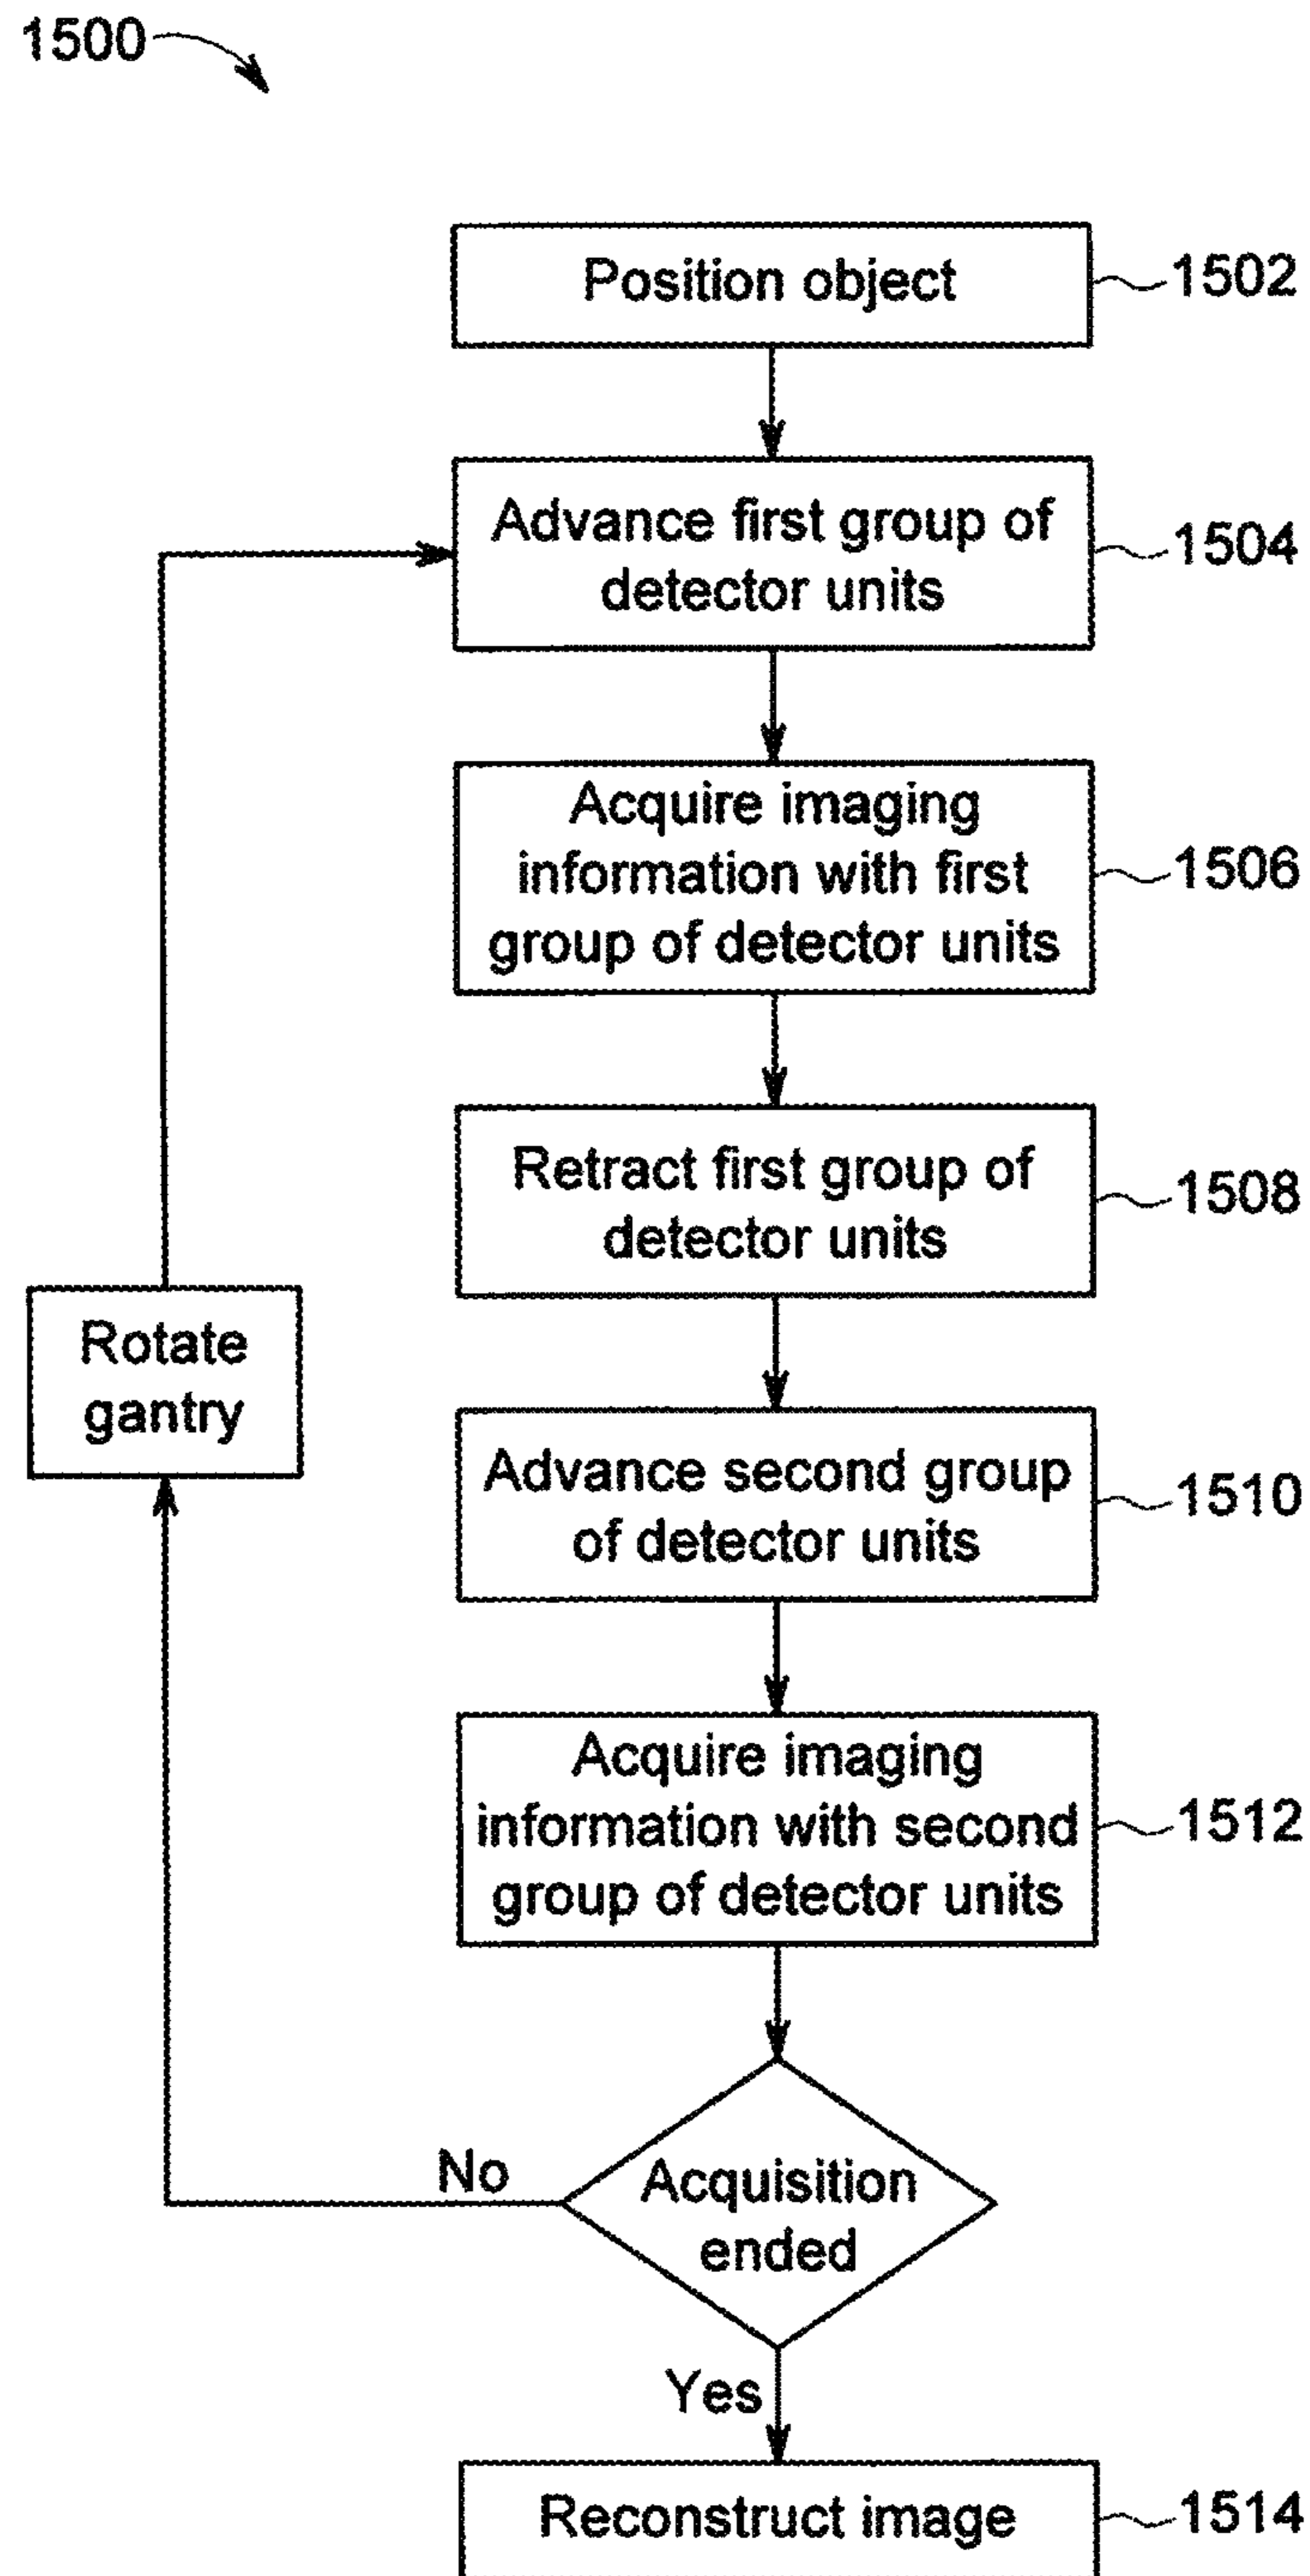 1500
Position object
1502
Advance first group of
detector units
1504
Acquire imaging
information with first
group of detector units
1506
Retract first group of
detector units
1508
Rotate
gantry
Advance second group
of detector units
1510
Acquire imaging
information with second
group of detector units
1512
No
Acquisition
ended
Yes
Reconstruct image
1514